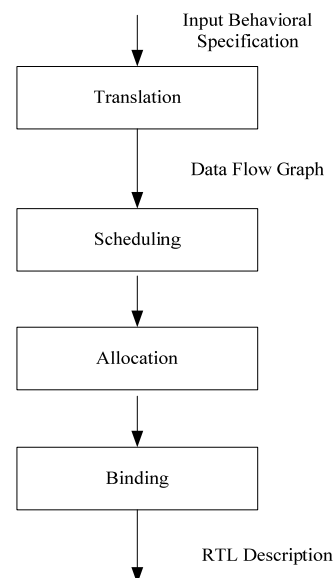 Input Behavioral
Specification
Translation
Data Flow Graph
Scheduling
Allocation
Binding
RTL Description